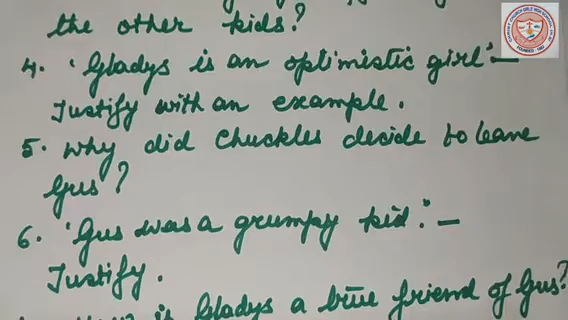 the other kids?
4. 'Gladys is an optimistic girl' –
Justify with an example.
5. Why did Chuckles decide to leave
Gus?
6. 'Gus was a grumpy kid.' –
Justify.
is Gladys a true friend of Gus?